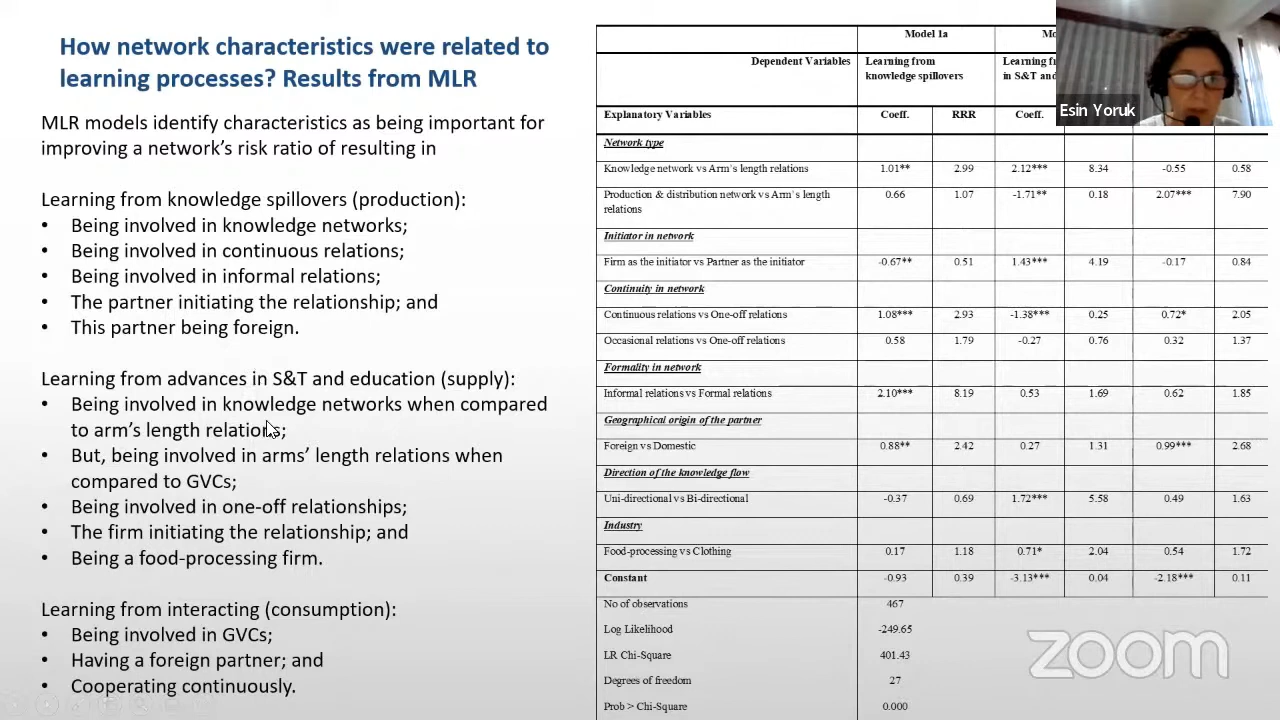 How network characteristics were related to
learning processes? Results from MLR
MLR models identify characteristics as being important for
improving a network's risk ratio of resulting in
Learning from knowledge spillovers (production):
• Being involved in knowledge networks;
• Being involved in continuous relations;
• Being involved in informal relations;
• The partner initiating the relationship; and
• This partner being foreign.
Learning from advances in S&T and education (supply):
• Being involved in knowledge networks when compared
to arm's length relations;
• But, being involved in arms' length relations when
compared to GVCs;
• Being involved in one-off relationships;
• The firm initiating the relationship; and
• Being a food-processing firm.
Learning from interacting (consumption):
• Being involved in GVCs;
• Having a foreign partner; and
• Cooperating continuously.
Model 1a
Dependent Variables Learning from
knowledge spillovers
in S&T and
Explanatory Variables Coeff. RRR Coeff.
Network type
Knowledge network vs Arm's length relations 1.01** 2.99 2.12*** 8.34 -0.55 0.58
Production & distribution network vs Arm's length 0.66 1.07 -1.71** 0.18 2.07*** 7.90
relations
Initiator in network
Firm as the initiator vs Partner as the initiator -0.67** 0.51 1.43*** 4.19 -0.17 0.84
Continuity in network
Continuous relations vs One-off relations 1.08*** 2.93 -1.38*** 0.25 0.72* 2.05
Occasional relations vs One-off relations 0.58 1.79 -0.27 0.76 0.32 1.37
Formality in network
Informal relations vs Formal relations 2.10*** 8.19 0.53 1.69 0.62 1.85
Geographical origin of the partner
Foreign vs Domestic 0.88** 2.42 0.27 1.31 0.99*** 2.68
Direction of the knowledge flow
Uni-directional vs Bi-directional -0.37 0.69 1.72*** 5.58 0.49 1.63
Industry
Food-processing vs Clothing 0.17 1.18 0.71* 2.04 0.54 1.72
Constant -0.93 0.39 -3.13*** 0.04 -2.18*** 0.11
No of observations 467
Log Likelihood -249.65
LR Chi-Square 401.43
Degrees of freedom 27
Prob > Chi-Square 0.000
Esin Yoruk
zoom